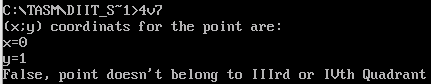 C:\TASM\DIIT_S~1>4v7
(x;y) coordinats for the point are:
x=0
y=1
False, point doesn't belong to IIIrd or IVth Quadrant